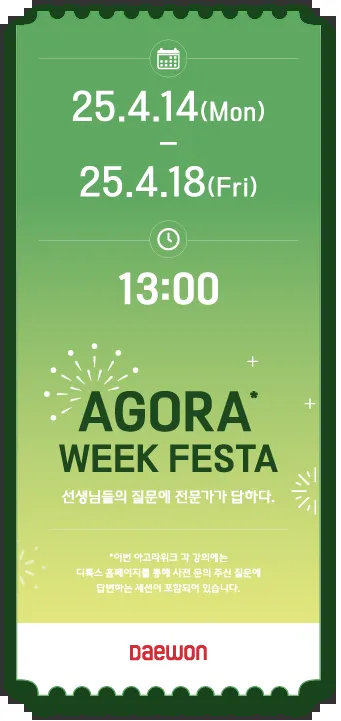 25.4.14(Mon)
–
25.4.18(Fri)
13:00
AGORA*
WEEK FESTA
선생님들의 질문에 전문가가 답하다.
*이번 아고라위크 각 강의에는
디톡스 홈페이지를 통해 사전 문의 주신 질문에
답변하는 세션이 포함되어 있습니다.
Daewon